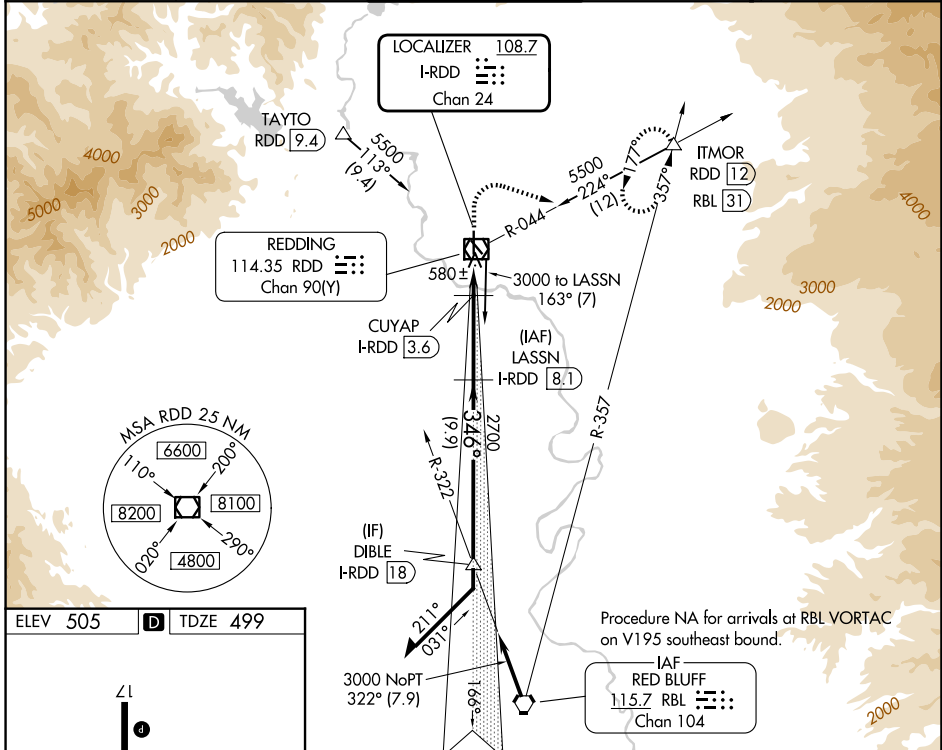 LOCALIZER 108.7
I-RDD
Chan 24
TAYTO
RDD 9.4
5500
113°
(9.4)
ITMOR
RDD 12
RBL 31
5500
224°
(12)
177°
357°
R-044
4000
5000
3000
2000
4000
3000
2000
REDDING
114.35 RDD
Chan 90(Y)
580±
3000 to LASSN
163° (7)
CUYAP
I-RDD 3.6
(IAF)
LASSN
I-RDD 8.1
2700
346°
(9.9)
R-322
R-357
MSA RDD 25 NM
6600
110°
200°
8200
8100
020°
290°
4800
(IF)
DIBLE
I-RDD 18
211°
031°
3000 NoPT
322° (7.9)
166°
Procedure NA for arrivals at RBL VORTAC
on V195 southeast bound.
IAF
RED BLUFF
115.7 RBL
Chan 104
2000
ELEV 505 D TDZE 499
17
P